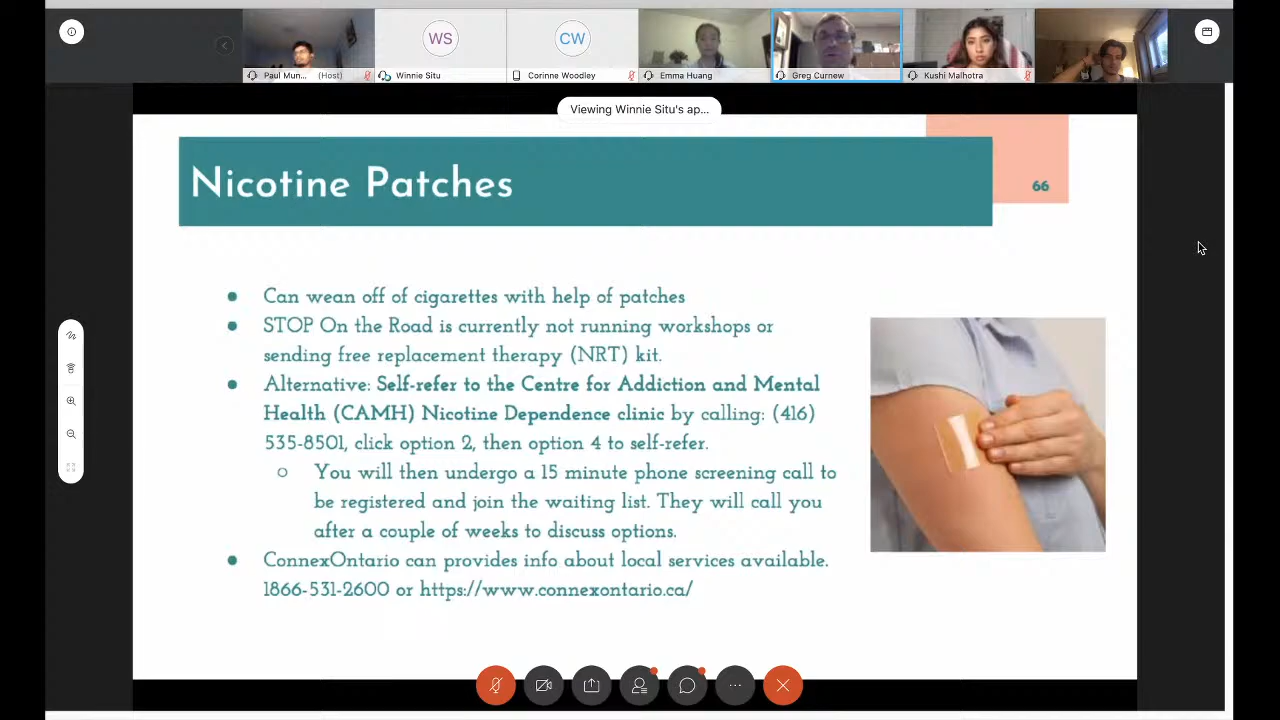 WS
CW
Paul Mun... (Host)
Winnie Situ
Corinne Woodley
Emma Huang
Greg Curnew
Kushi Malhotra
Viewing Winnie Situ's ap...
Nicotine Patches
66
● Can wean off of cigarettes with help of patches
● STOP On the Road is currently not running workshops or
sending free replacement therapy (NRT) kit.
● Alternative: Self-refer to the Centre for Addiction and Mental
Health (CAMH) Nicotine Dependence clinic by calling: (416)
535-8501, click option 2, then option 4 to self-refer.
○ You will then undergo a 15 minute phone screening call to
be registered and join the waiting list. They will call you
after a couple of weeks to discuss options.
● ConnexOntario can provides info about local services available.
1866-531-2600 or https://www.connexontario.ca/